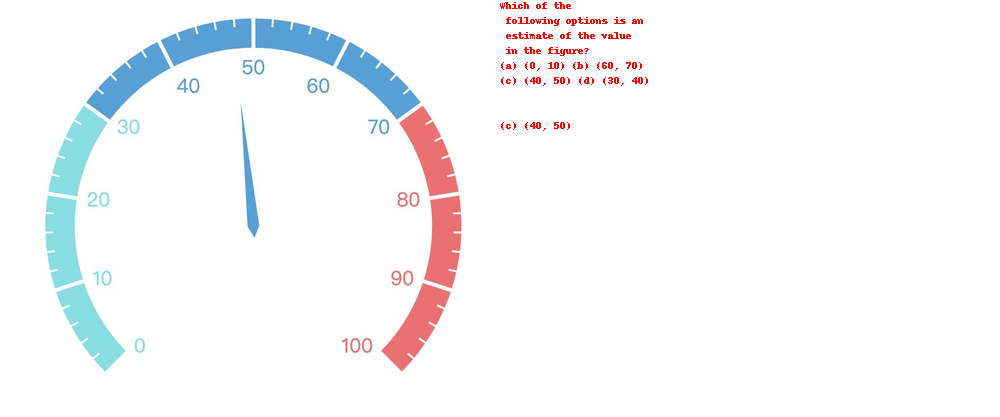 50
40
60
30
70
20
80
10
90
0
100
Which of the
following options is an
estimate of the value
in the figure?
(a) (0, 10) (b) (60, 70)
(c) (40, 50) (d) (30, 40)
(c) (40, 50)